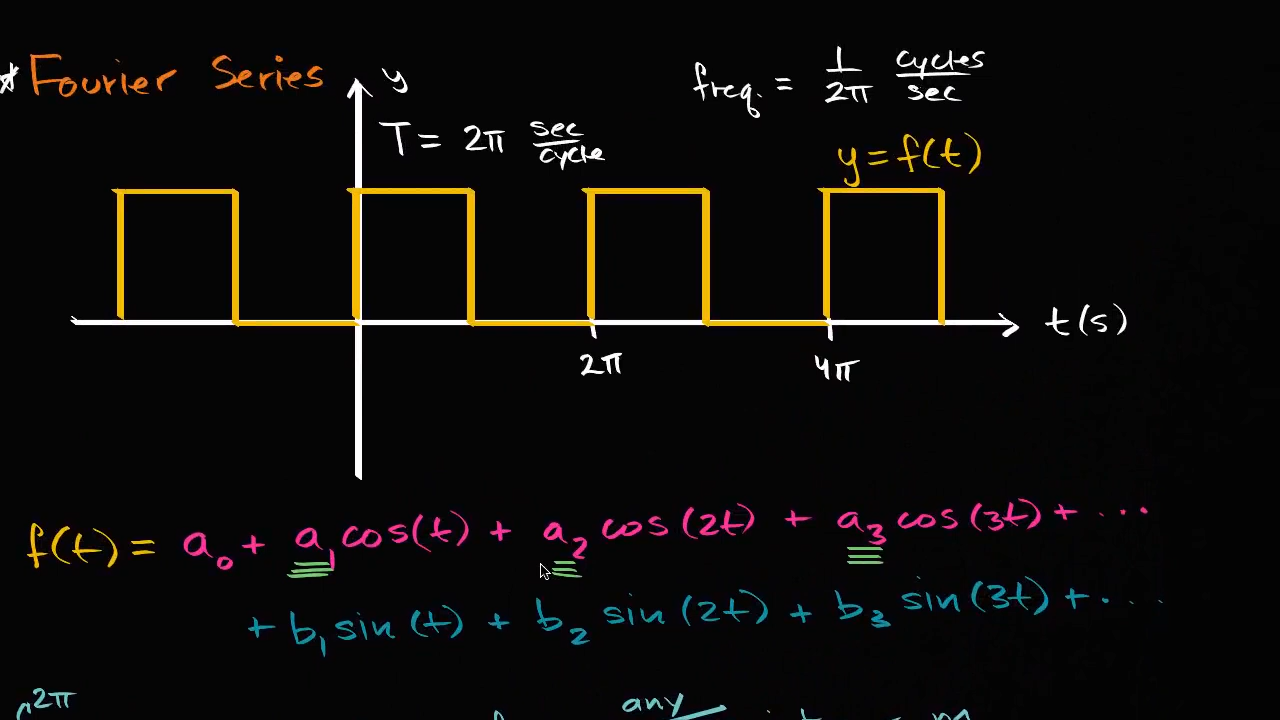 * Fourier Series
y
freq. = 1/2π cycles/sec
T = 2π sec/cycle
y = f(t)
t(s)
2π
4π
f(t) = a₀ + a₁ cos(t) + a₂ cos(2t) + a₃ cos(3t) + ...
+ b₁ sin(t) + b₂ sin(2t) + b₃ sin(3t) + ...
2π
any